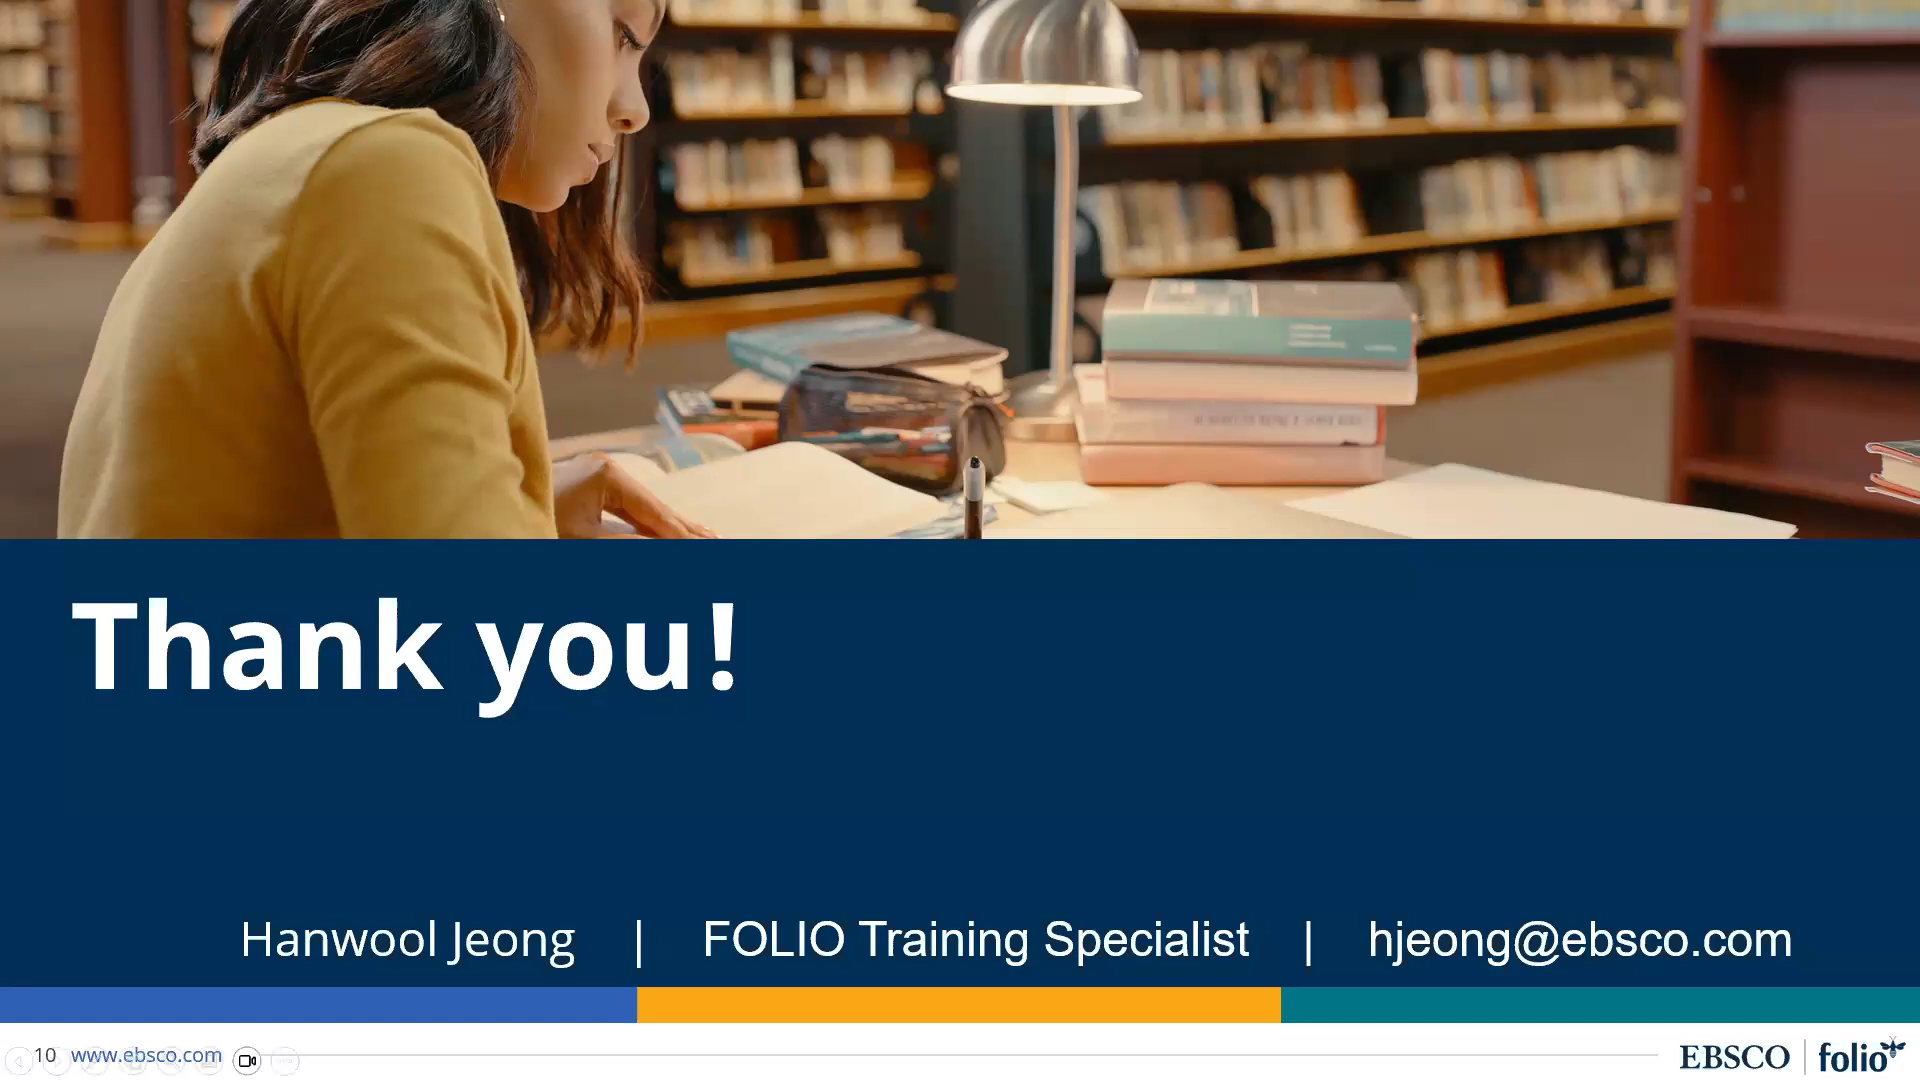 Thank you!
Hanwool Jeong | FOLIO Training Specialist | hjeong@ebsco.com
10 www.ebsco.com
EBSCO | folio